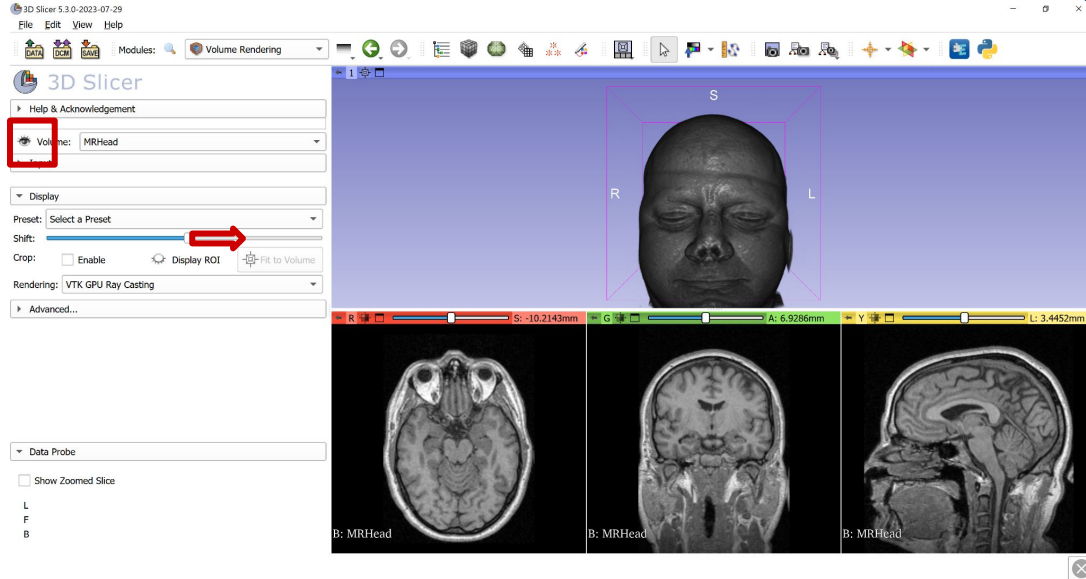 3D Slicer 5.3.0-2023-07-29
File Edit View Help
DATA DCM SAVE Modules: Volume Rendering
3D Slicer
1
Help & Acknowledgement
S
Volume: MRHead
Input
R L
Display
Preset: Select a Preset
Shift:
Crop: Enable Display ROI Fit to Volume
Rendering: VTK GPU Ray Casting
Advanced...
R S: -10.2143mm G A: 6.9286mm Y L: 3.4452mm
Data Probe
Show Zoomed Slice
L
F
B
B: MRHead B: MRHead B: MRHead